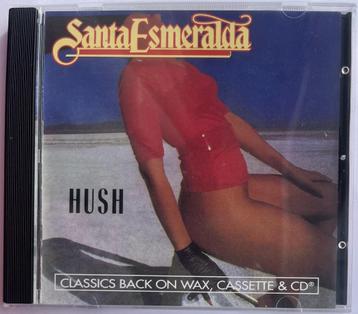 Santa Esmeralda
HUSH
CLASSICS BACK ON WAX, CASSETTE & CD®